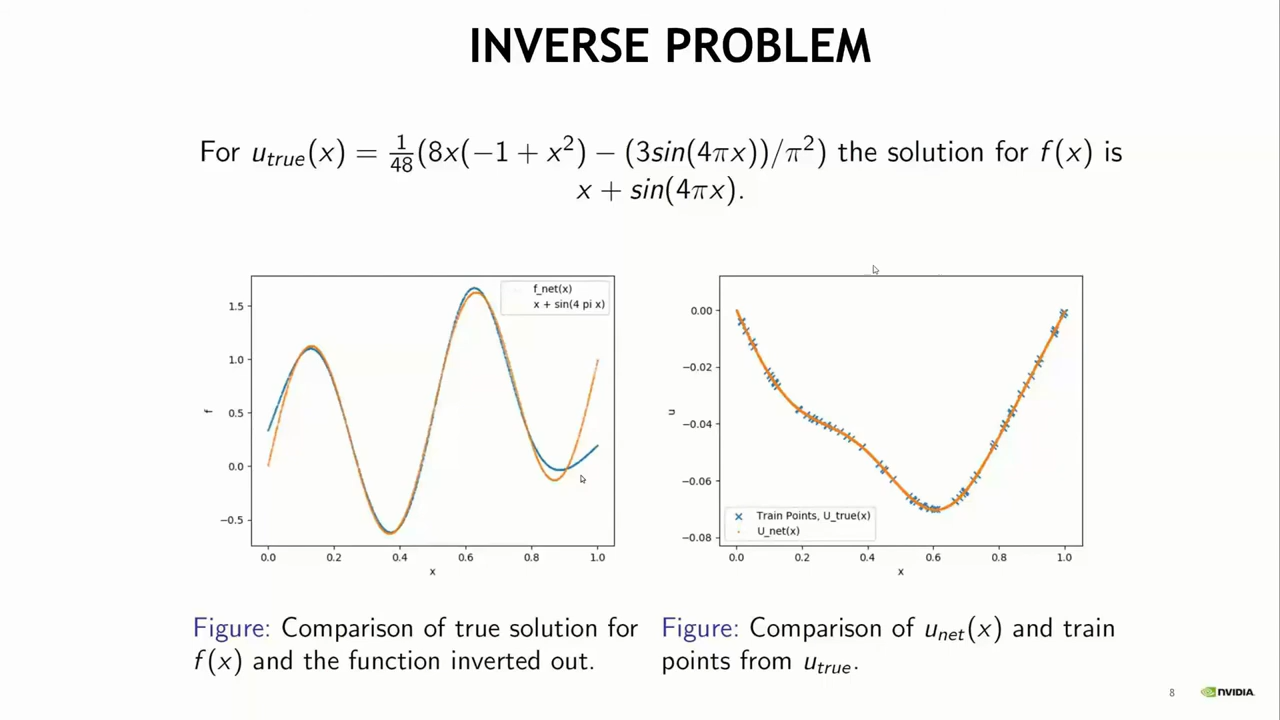 INVERSE PROBLEM
For u_true(x) = 1/48(8x(−1 + x²) − (3sin(4πx))/π²) the solution for f(x) is
x + sin(4πx).
f_net(x)
x + sin(4 pi x)
1.5
1.0
0.5
0.0
−0.5
f
0.0 0.2 0.4 0.6 0.8 1.0
x
0.00
−0.02
−0.04
−0.06
−0.08
u
Train Points, U_true(x)
U_net(x)
0.0 0.2 0.4 0.6 0.8 1.0
x
Figure: Comparison of true solution for
f(x) and the function inverted out.
Figure: Comparison of u_net(x) and train
points from u_true.
8
NVIDIA.